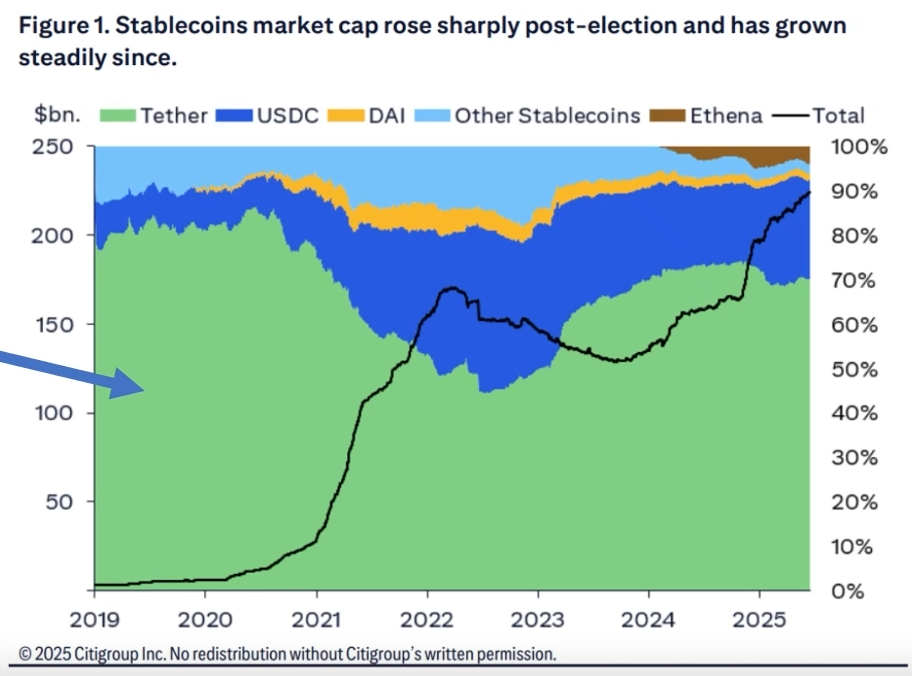 Figure 1. Stablecoins market cap rose sharply post-election and has grown
steadily since.
$bn. Tether USDC DAI Other Stablecoins Ethena Total
250 100%
90%
200 80%
70%
150 60%
50%
100 40%
30%
50 20%
10%
0%
2019 2020 2021 2022 2023 2024 2025
© 2025 Citigroup Inc. No redistribution without Citigroup's written permission.